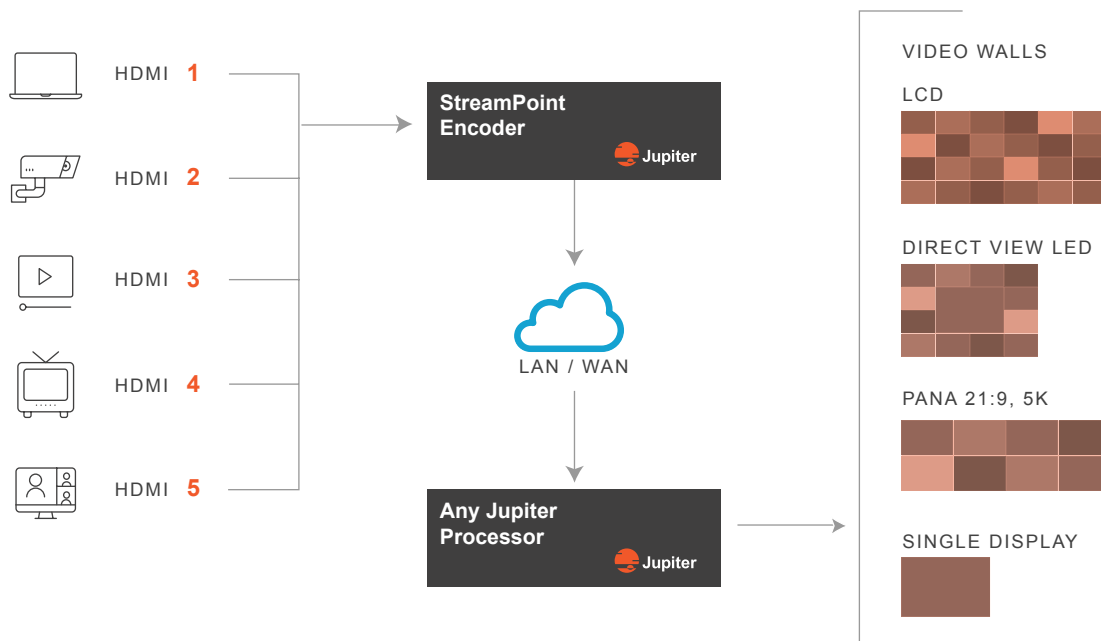 HDMI 1
HDMI 2
HDMI 3
HDMI 4
HDMI 5
StreamPoint
Encoder
Jupiter
LAN / WAN
Any Jupiter
Processor
Jupiter
VIDEO WALLS
LCD
DIRECT VIEW LED
PANA 21:9, 5K
SINGLE DISPLAY